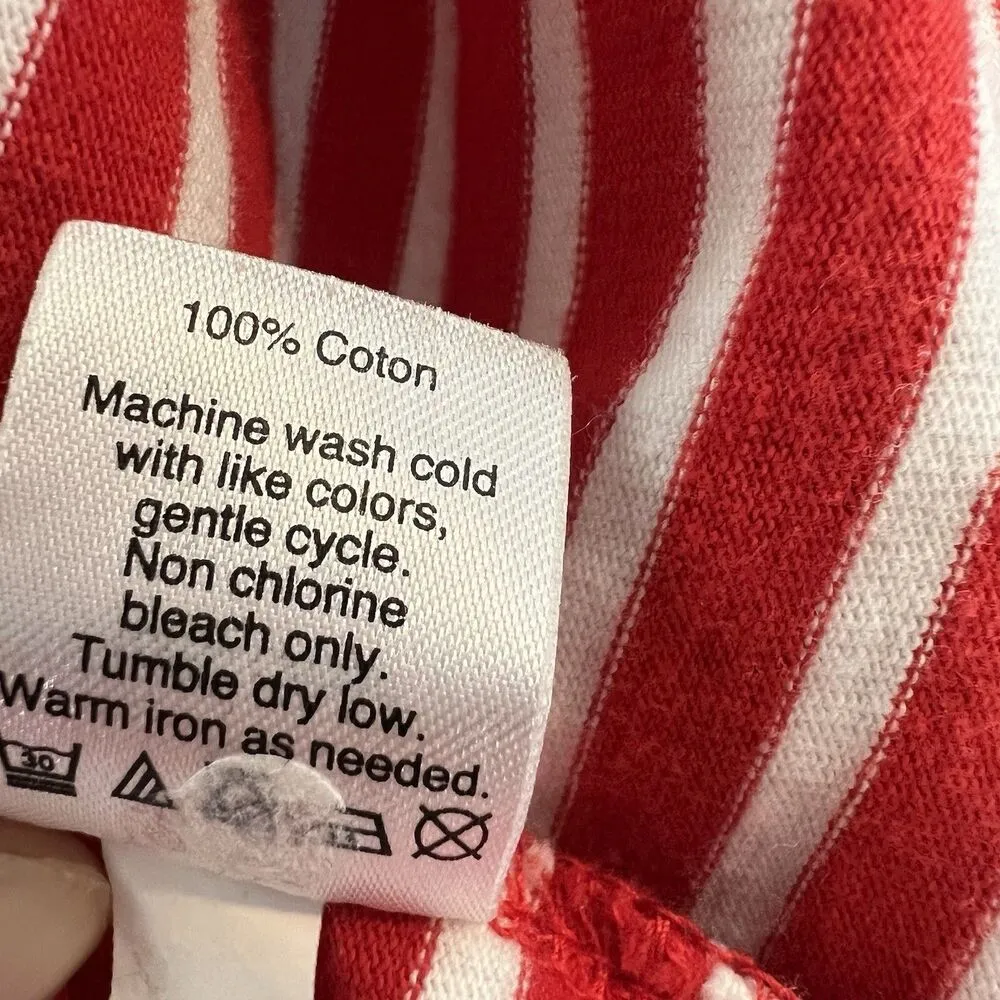 100% Coton
Machine wash cold
with like colors,
gentle cycle.
Non chlorine
bleach only.
Tumble dry low.
Warm iron as needed.
30